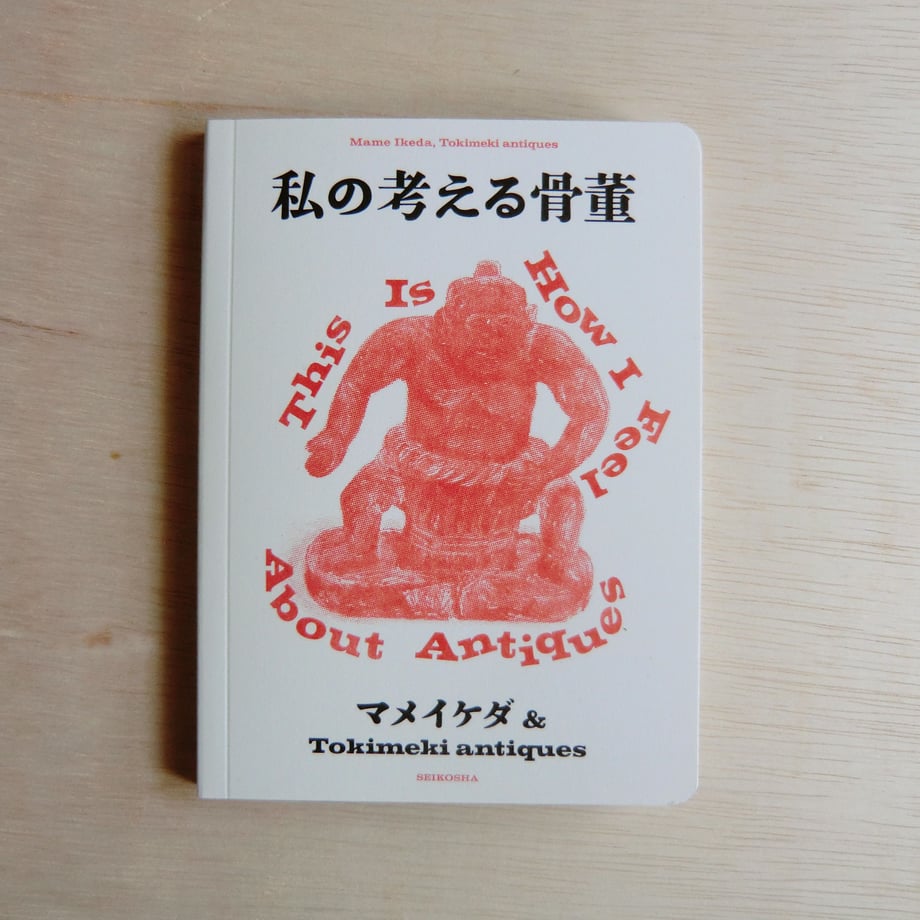 Mame Ikeda, Tokimeki antiques
私の考える骨董
This Is How I Feel
About Antiques
マメイケダ &
Tokimeki antiques
SEIKOSHA